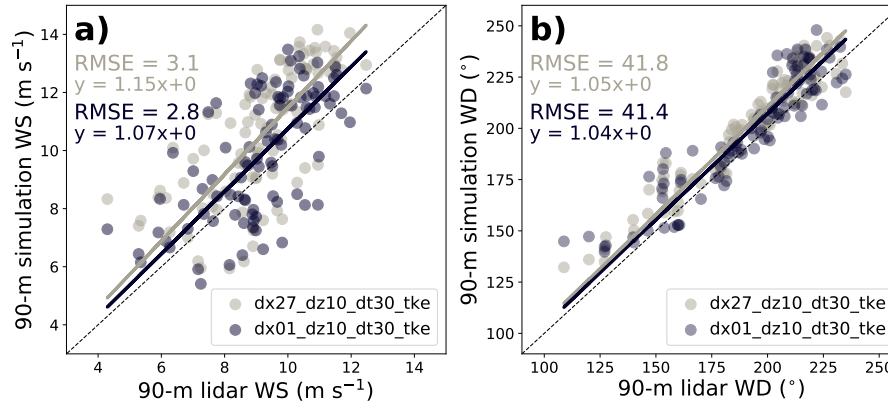 a)
RMSE = 3.1
y = 1.15x+0
RMSE = 2.8
y = 1.07x+0
14
12
10
8
6
4
90-m simulation WS (m s⁻¹)
dx27_dz10_dt30_tke
dx01_dz10_dt30_tke
4 6 8 10 12 14
90-m lidar WS (m s⁻¹)
b)
RMSE = 41.8
y = 1.05x+0
RMSE = 41.4
y = 1.04x+0
250
225
200
175
150
125
100
90-m simulation WD (°)
dx27_dz10_dt30_tke
dx01_dz10_dt30_tke
100 125 150 175 200 225 250
90-m lidar WD (°)